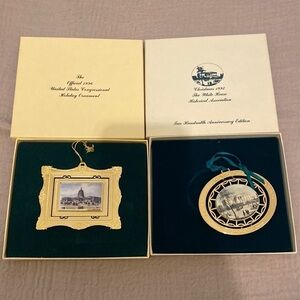 The
Official 1996
United States Congressional
Holiday Ornament
Christmas 1992
The White House
Historical Association
Two Hundredth Anniversary Edition